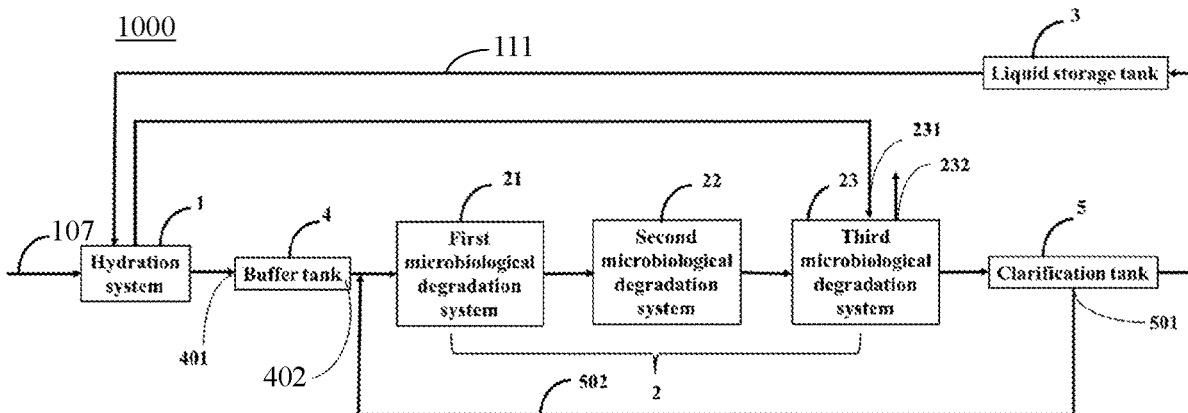 1000
111
3
Liquid storage tank
231
232
21
22
23
1
4
5
107
Hydration
system
Buffer tank
First
microbiological
degradation
system
Second
microbiological
degradation
system
Third
microbiological
degradation
system
Clarification tank
401
402
501
2
502